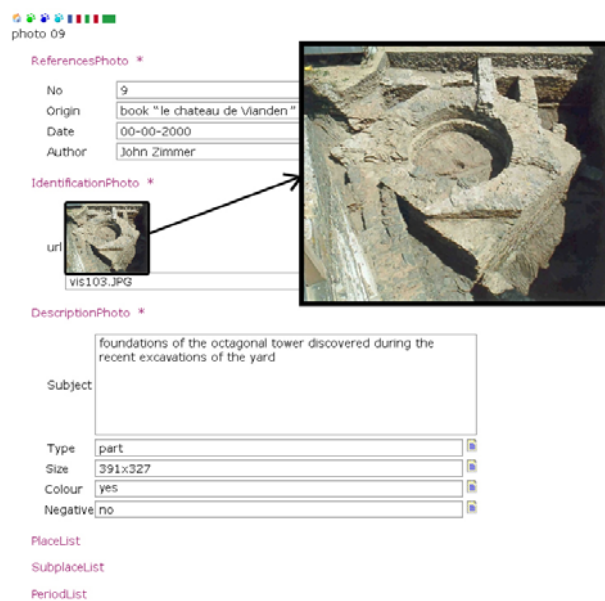 photo 09
ReferencesPhoto *
No 9
Origin book "le chateau de Vianden"
Date 00-00-2000
Author John Zimmer
IdentificationPhoto *
url
vis103.JPG
DescriptionPhoto *
foundations of the octagonal tower discovered during the
recent excavations of the yard
Subject
Type part
Size 391x327
Colour yes
Negative no
PlaceList
SubplaceList
PeriodList